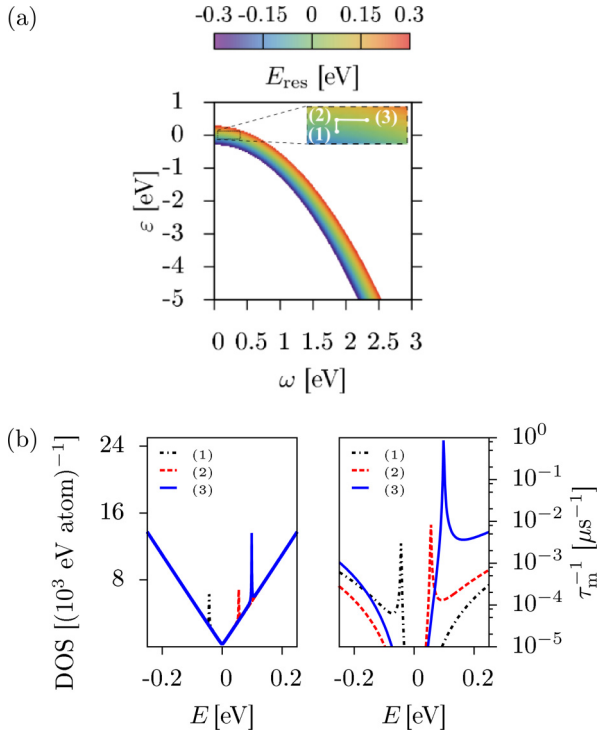 (a)
-0.3 -0.15 0 0.15 0.3
E_res [eV]
1
0
-1
-2
-3
-4
-5
ε [eV]
(2)
(3)
(1)
0 0.5 1 1.5 2 2.5 3
ω [eV]
(b)
24
16
8
DOS [(10³ eV atom)⁻¹]
(1)
(2)
(3)
-0.2 0 0.2
E [eV]
(1)
(2)
(3)
10⁰
10⁻¹
10⁻²
10⁻³
10⁻⁴
10⁻⁵
τ_m⁻¹ [μs⁻¹]
-0.2 0 0.2
E [eV]